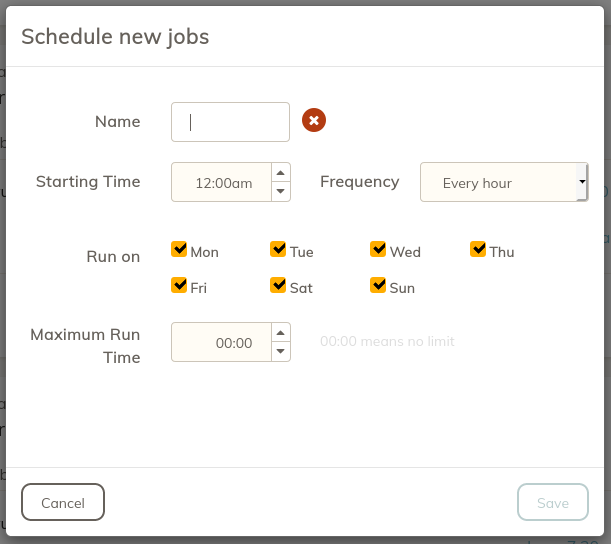 Schedule new jobs
Name
Starting Time 12:00am Frequency Every hour
Run on Mon Tue Wed Thu
Fri Sat Sun
Maximum Run
Time
00:00 00:00 means no limit
Cancel Save